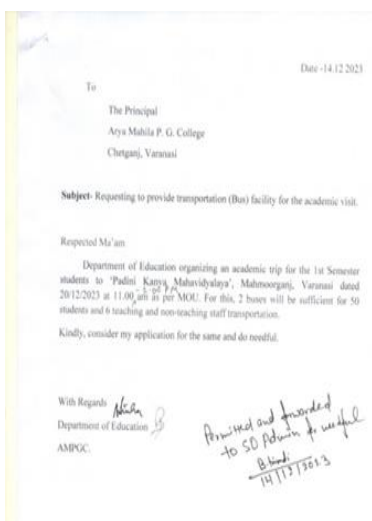 Date -14.12 2023
To
The Principal
Arya Mahila P. G. College
Chetganj, Varanasi
Subject- Requesting to provide transportation (Bus) facility for the academic visit.
Respected Ma'am
Department of Education organizing an academic trip for the 1st Semester
students to 'Padini Kanya Mahavidyalaya', Mahmoorganj, Varanasi dated
20/12/2023 at 11.00 am as per MOU. For this, 2 buses will be sufficient for 50
students and 6 teaching and non-teaching staff transportation.
Kindly, consider my application for the same and do needful.
With Regards
Department of Education
AMPGC.
Permitted and forwarded
to SO Admin for needful
14/12/2023